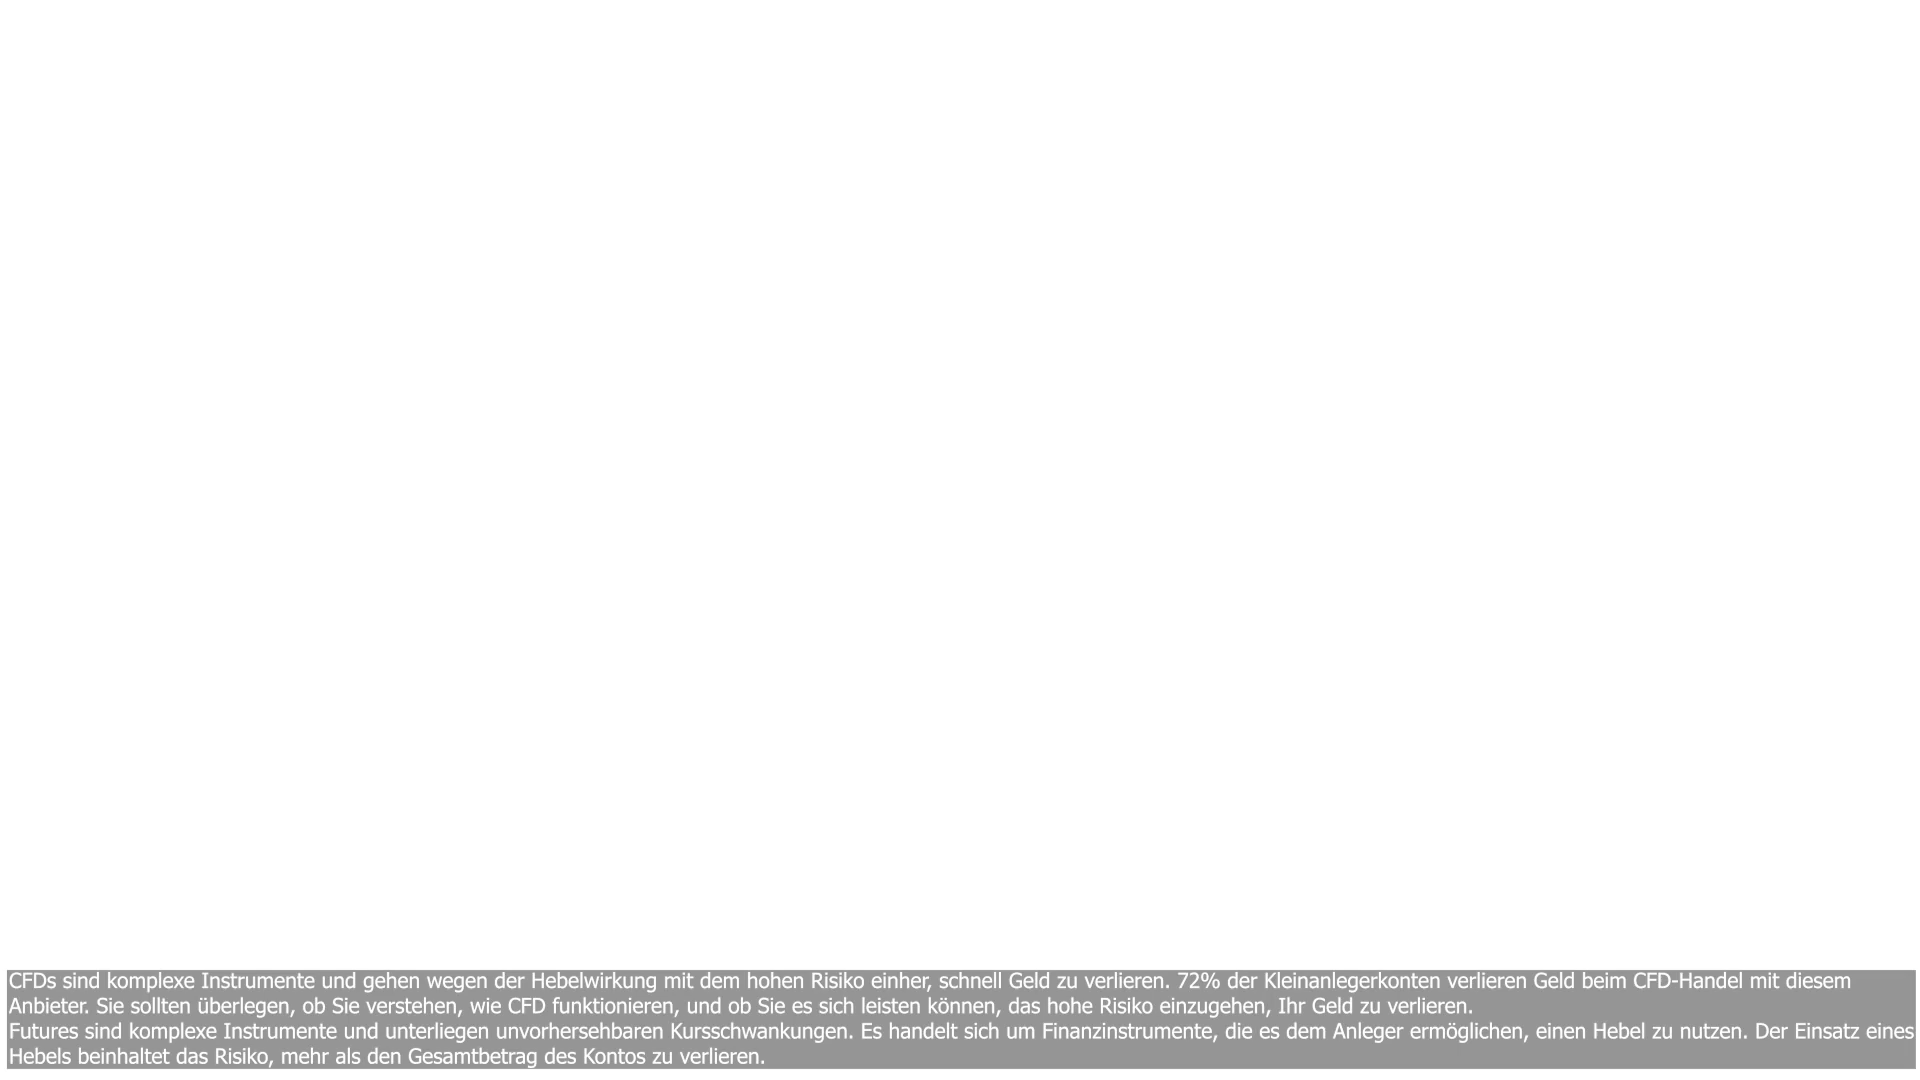 CFDs sind komplexe Instrumente und gehen wegen der Hebelwirkung mit dem hohen Risiko einher, schnell Geld zu verlieren. 72% der Kleinanlegerkonten verlieren Geld beim CFD-Handel mit diesem
Anbieter. Sie sollten überlegen, ob Sie verstehen, wie CFD funktionieren, und ob Sie es sich leisten können, das hohe Risiko einzugehen, Ihr Geld zu verlieren.
Futures sind komplexe Instrumente und unterliegen unvorhersehbaren Kursschwankungen. Es handelt sich um Finanzinstrumente, die es dem Anleger ermöglichen, einen Hebel zu nutzen. Der Einsatz eines
Hebels beinhaltet das Risiko, mehr als den Gesamtbetrag des Kontos zu verlieren.